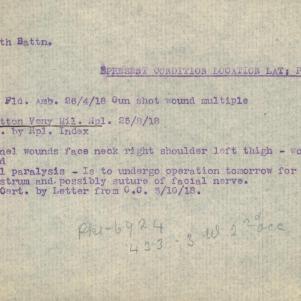 th Battn.
PRESENT CONDITION LOCATION LAT; P
Fld. Amb. 26/4/18 Gun shot wound multiple
tton Veny Mil. Hpl. 25/8/18
. by Hpl. Index
nel wounds face neck right shoulder left thigh - wo
d
l paralysis - Is to undergo operation tomorrow for
strum and possibly suture of facial nerve.
Cert. by Letter from C.C. 3/10/18.